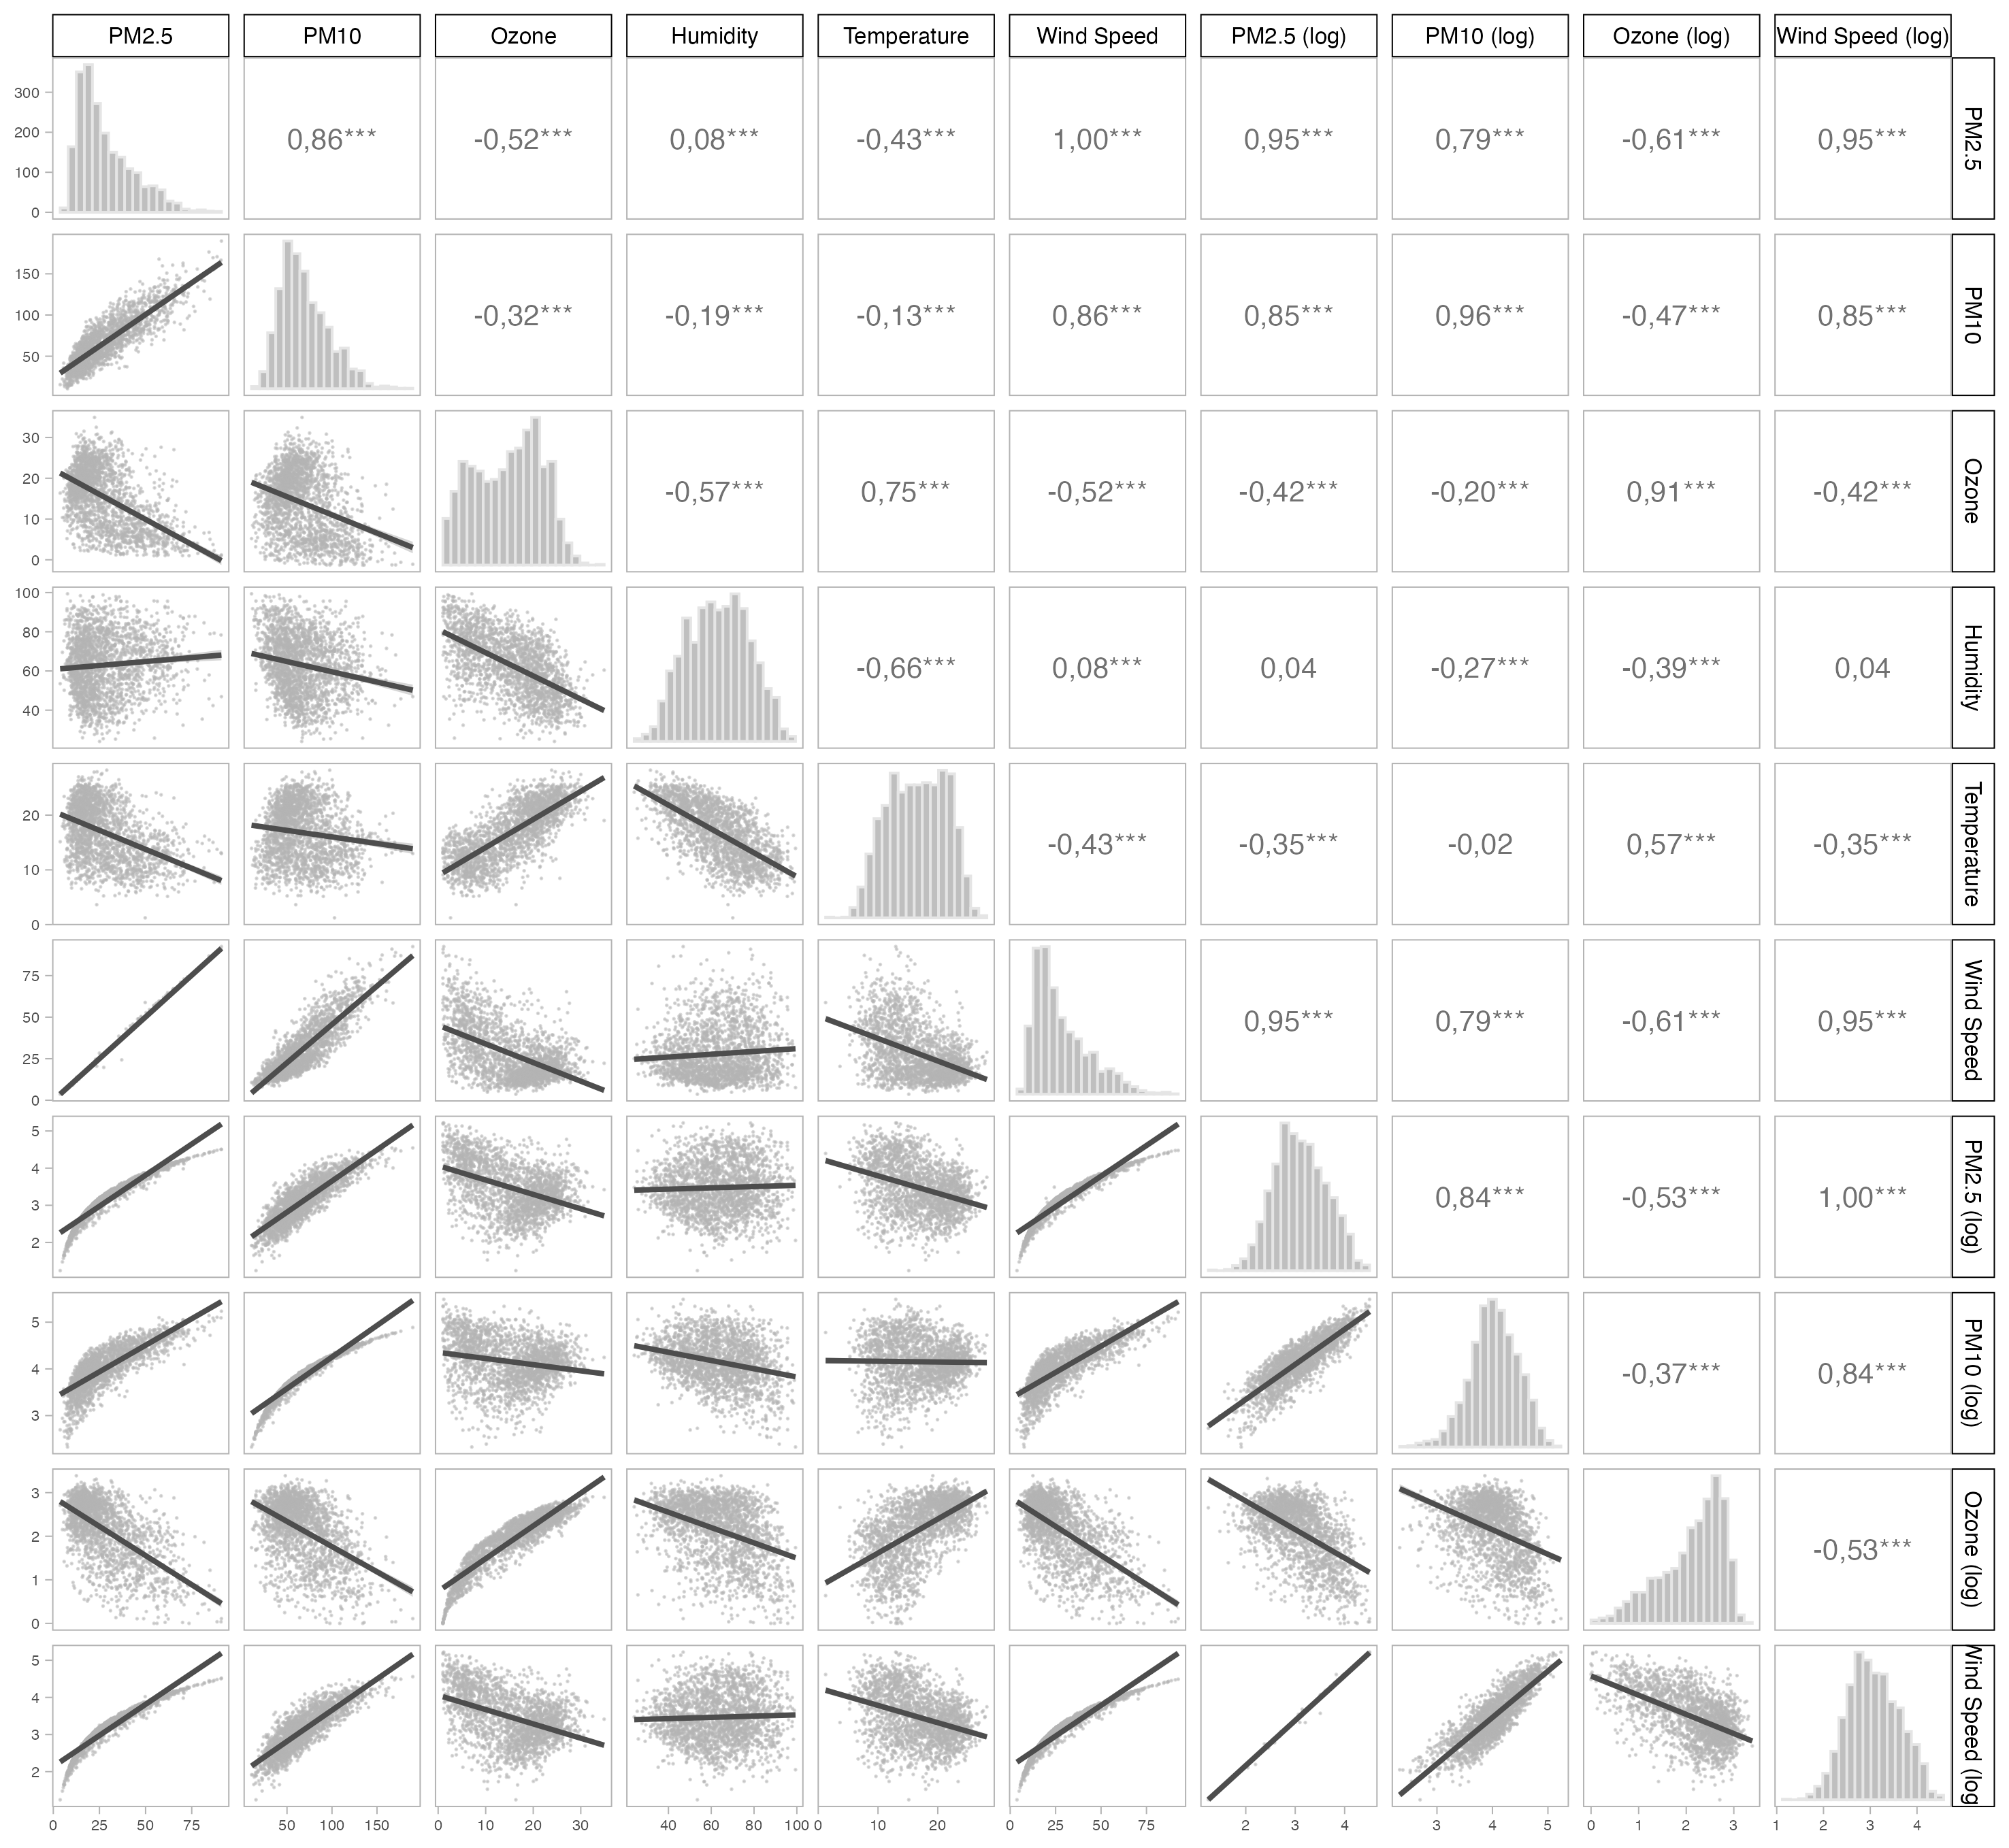 PM2.5 PM10 Ozone Humidity Temperature Wind Speed PM2.5 (log) PM10 (log) Ozone (log) Wind Speed (log)
300
200
100
0
0,86*** -0,52*** 0,08*** -0,43*** 1,00*** 0,95*** 0,79*** -0,61*** 0,95***
PM2.5
150
100
50
-0,32*** -0,19*** -0,13*** 0,86*** 0,85*** 0,96*** -0,47*** 0,85***
PM10
30
20
10
0
-0,57*** 0,75*** -0,52*** -0,42*** -0,20*** 0,91*** -0,42***
Ozone
100
80
60
40
-0,66*** 0,08*** 0,04 -0,27*** -0,39*** 0,04
Humidity
20
10
0
-0,43*** -0,35*** -0,02 0,57*** -0,35***
Temperature
75
50
25
0
0,95*** 0,79*** -0,61*** 0,95***
Wind Speed
5
4
3
2
0,84*** -0,53*** 1,00***
PM2.5 (log)
5
4
3
-0,37*** 0,84***
PM10 (log)
3
2
1
0
-0,53***
Ozone (log)
5
4
3
2
Wind Speed (log
0 25 50 75 50 100 150 0 10 20 30 40 60 80 100 0 10 20 0 25 50 75 2 3 4 3 4 5 0 1 2 3 1 2 3 4